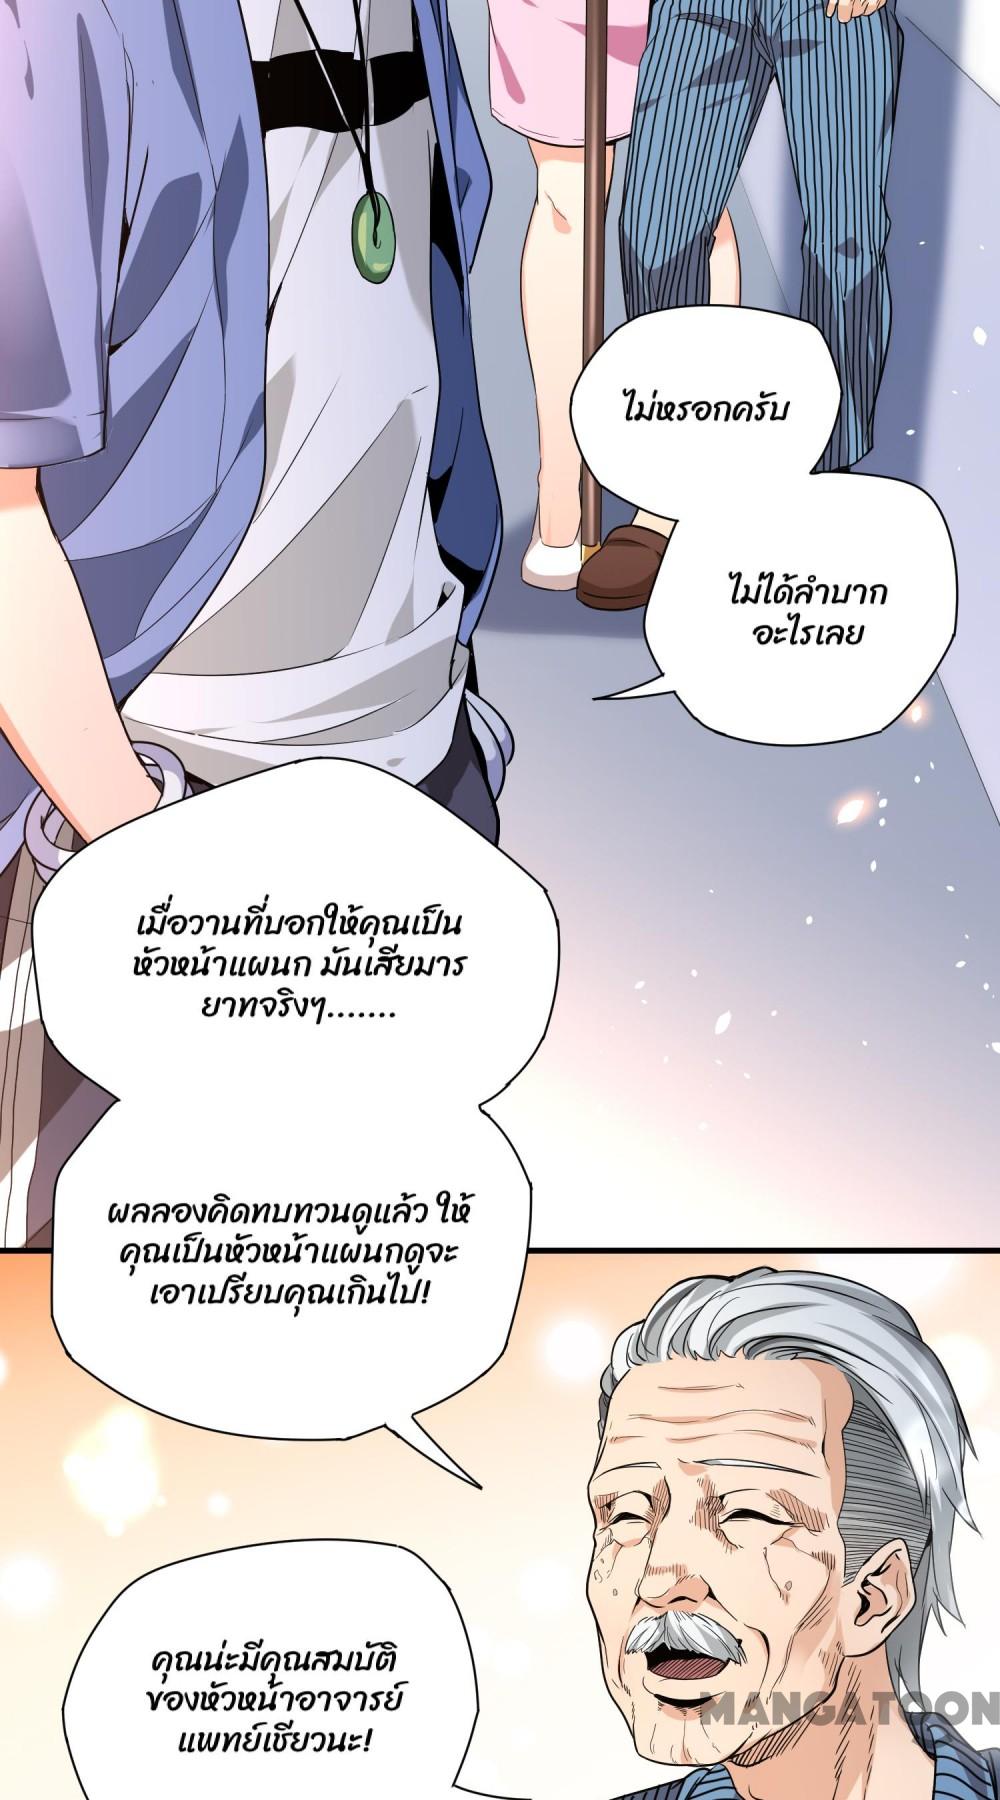 ไม่หรอกครับ
ไม่ได้ลำบาก
อะไรเลย
เมื่อวานที่บอกให้คุณเป็น
หัวหน้าแผนก มันเสียมาร
ยาทจริงๆ.......
ผลลองคิดทบทวนดูแล้ว ให้
คุณเป็นหัวหน้าแผนกดูจะ
เอาเปรียบคุณเกินไป!
คุณน่ะมีคุณสมบัติ
ของหัวหน้าอาจารย์
แพทย์เชียวนะ!
MANGATOON